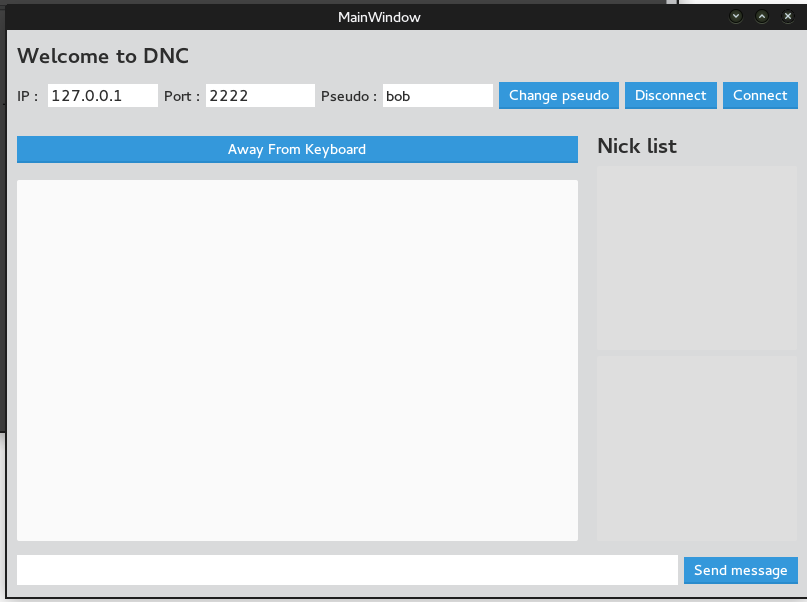 MainWindow
Welcome to DNC
IP : 127.0.0.1 Port : 2222 Pseudo : bob Change pseudo Disconnect Connect
Away From Keyboard
Nick list
Send message